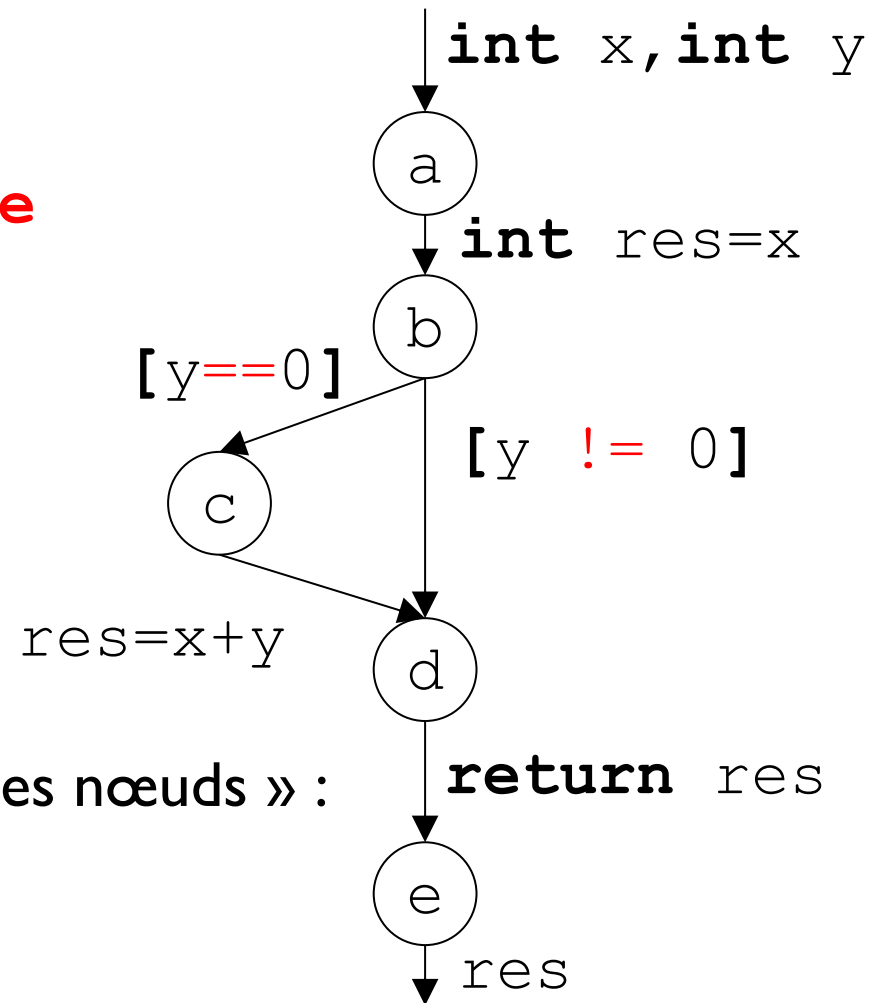 int x,int y
a
e
int res=x
b
[y==0]
[y != 0]
c
res=x+y
d
es nœuds » :
return res
e
res